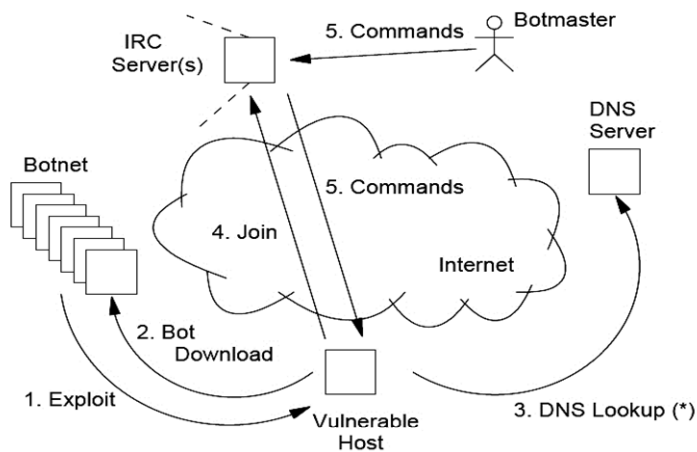 5. Commands
Botmaster
IRC
Server(s)
DNS
Server
Botnet
5. Commands
4. Join
Internet
2. Bot
Download
1. Exploit
3. DNS Lookup (*)
Vulnerable
Host